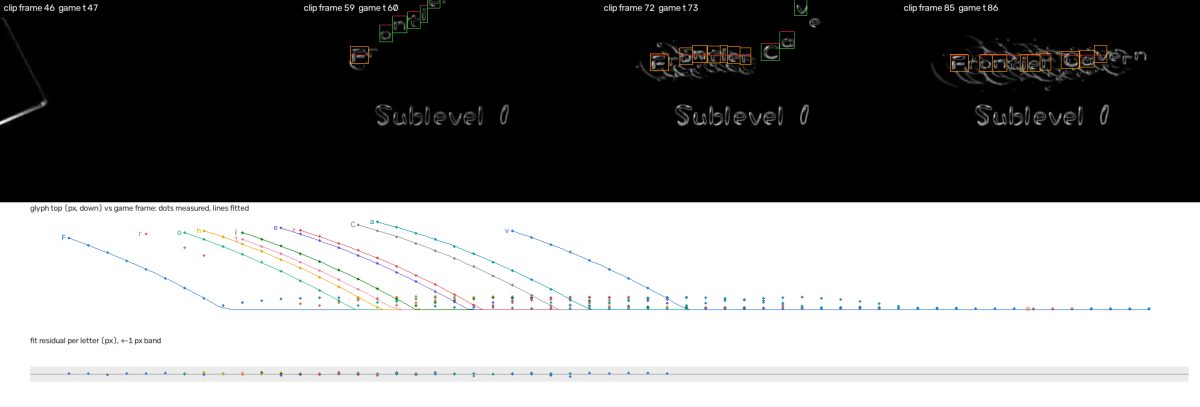 clip frame 46 game t 47
clip frame 59 game t 60
clip frame 72 game t 73
clip frame 85 game t 86
F o n t i
F r o n t i e r C a v e
Frontier Cavern
Sublevel 1
Sublevel 1
Sublevel 1
glyph top (px, down) vs game frame: dots measured, lines fitted
F r o n t i e r C a v
fit residual per letter (px), +-1 px band